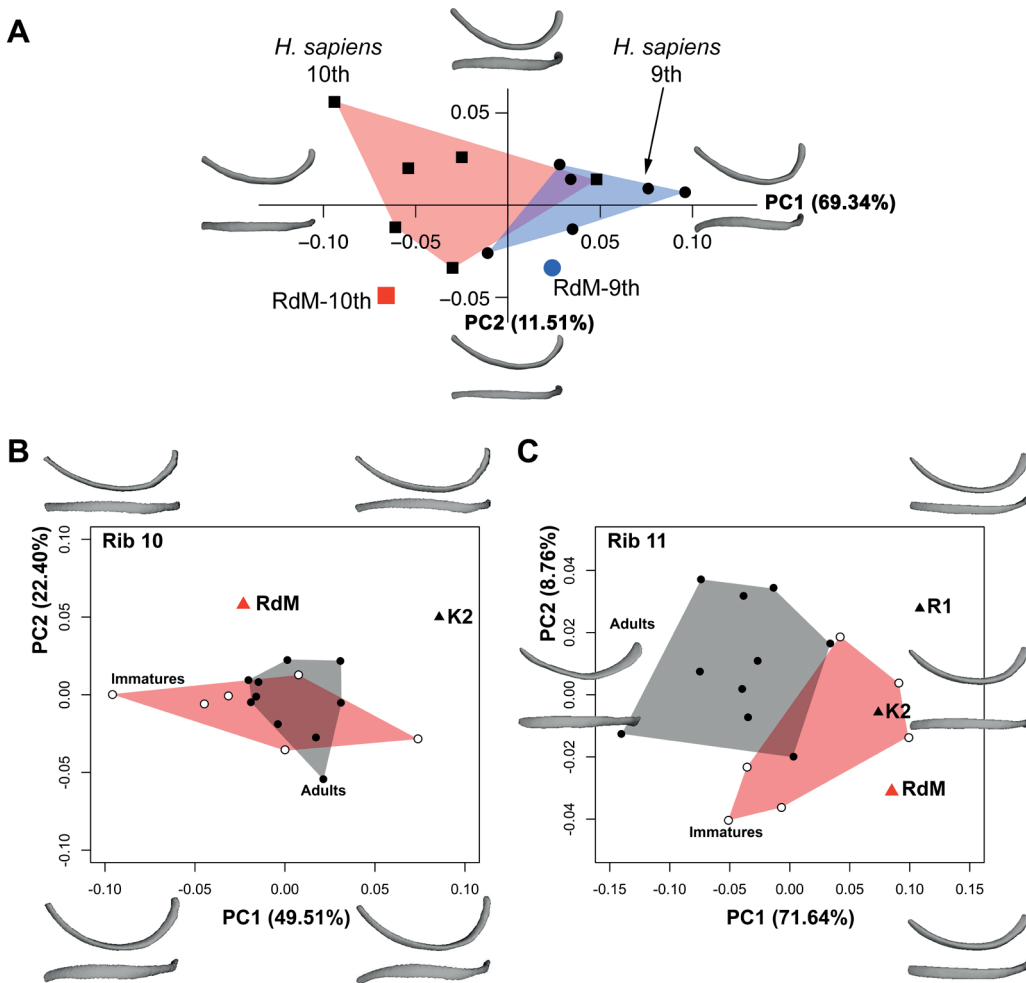 A
H. sapiens
10th
H. sapiens
9th
0.05
PC1 (69.34%)
−0.10
−0.05
0.05
0.10
RdM-10th
RdM-9th
−0.05
PC2 (11.51%)
B
Rib 10
PC2 (22.40%)
0.10
0.05
0.00
-0.05
-0.10
RdM
K2
Immatures
Adults
-0.10
-0.05
0.00
0.05
0.10
PC1 (49.51%)
C
Rib 11
PC2 (8.76%)
0.04
0.02
0.00
-0.02
-0.04
Adults
R1
K2
RdM
Immatures
-0.15
-0.10
-0.05
0.00
0.05
0.10
0.15
PC1 (71.64%)